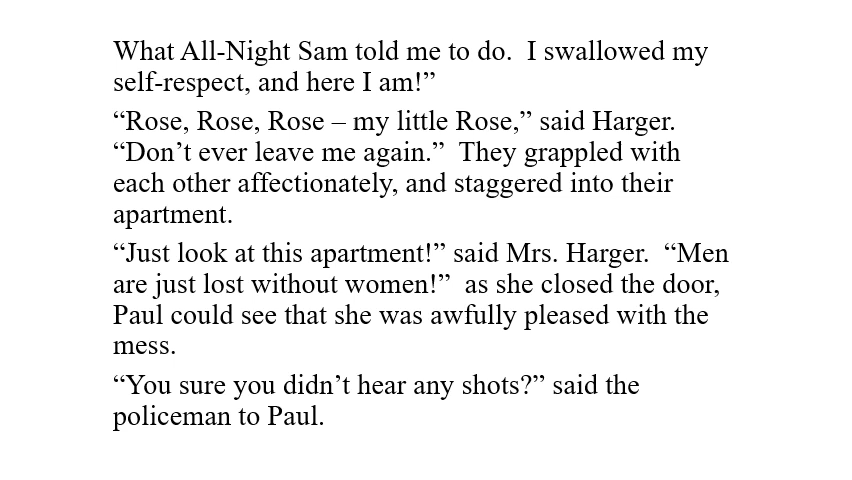 What All-Night Sam told me to do.  I swallowed my
self-respect, and here I am!”
“Rose, Rose, Rose – my little Rose,” said Harger.
“Don’t ever leave me again.”  They grappled with
each other affectionately, and staggered into their
apartment.
“Just look at this apartment!” said Mrs. Harger.  “Men
are just lost without women!”  as she closed the door,
Paul could see that she was awfully pleased with the
mess.
“You sure you didn’t hear any shots?” said the
policeman to Paul.